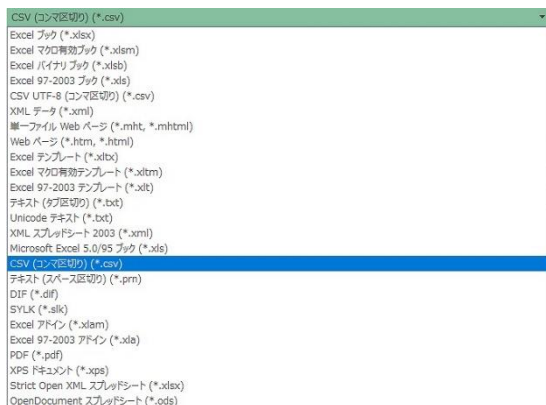 CSV (コンマ区切り) (*.csv)
Excel ブック (*.xlsx)
Excel マクロ有効ブック (*.xlsm)
Excel バイナリ ブック (*.xlsb)
Excel 97-2003 ブック (*.xls)
CSV UTF-8 (コンマ区切り) (*.csv)
XML データ (*.xml)
単一ファイル Web ページ (*.mht, *.mhtml)
Web ページ (*.htm, *.html)
Excel テンプレート (*.xltx)
Excel マクロ有効テンプレート (*.xltm)
Excel 97-2003 テンプレート (*.xlt)
テキスト (タブ区切り) (*.txt)
Unicode テキスト (*.txt)
XML スプレッドシート 2003 (*.xml)
Microsoft Excel 5.0/95 ブック (*.xls)
CSV (コンマ区切り) (*.csv)
テキスト (スペース区切り) (*.prn)
DIF (*.dif)
SYLK (*.slk)
Excel アドイン (*.xlam)
Excel 97-2003 アドイン (*.xla)
PDF (*.pdf)
XPS ドキュメント (*.xps)
Strict Open XML スプレッドシート (*.xlsx)
OpenDocument スプレッドシート (*.ods)